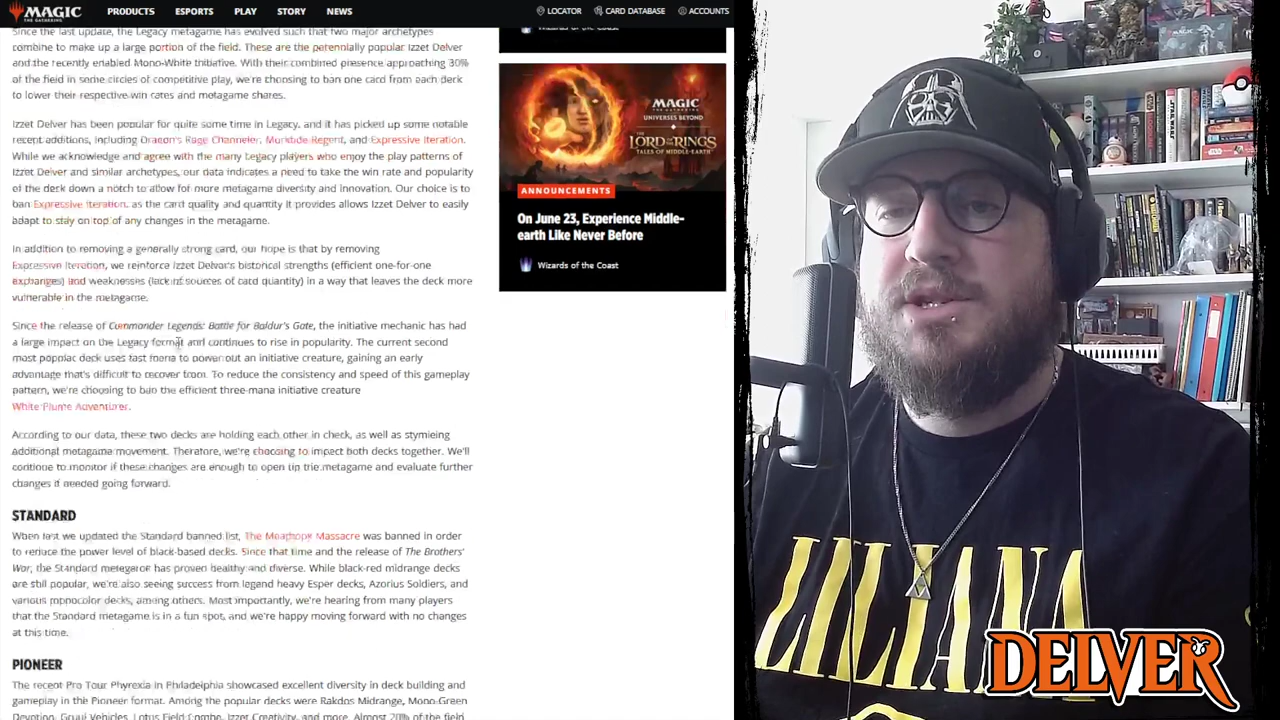 MAGIC
THE GATHERING
PRODUCTS ESPORTS PLAY STORY NEWS
LOCATOR CARD DATABASE ACCOUNTS
Since the last update, the Legacy metagame has evolved such that two major archetypes
combine to make up a large portion of the field. These are the perennially popular Izzet Delver
and the recently enabled Mono-White Initiative. With their combined presence approaching 30%
of the field in some circles of competitive play, we're choosing to ban one card from each deck
to lower their respective win rates and metagame shares.
Izzet Delver has been popular for quite some time in Legacy, and it has picked up some notable
recent additions, including Dragon's Rage Channeler, Murktide Regent, and Expressive Iteration.
While we acknowledge and agree with the many Legacy players who enjoy the play patterns of
Izzet Delver and similar archetypes, our data indicates a need to take the win rate and popularity
of the deck down a notch to allow for more metagame diversity and innovation. Our choice is to
ban Expressive Iteration, as the card quality and quantity it provides allows Izzet Delver to easily
adapt to stay on top of any changes in the metagame.
In addition to removing a generally strong card, our hope is that by removing
Expressive Iteration, we reinforce Izzet Delver's historical strengths (efficient one-for-one
exchanges) and weaknesses (lack of sources of card quantity) in a way that leaves the deck more
vulnerable in the metagame.
Since the release of Commander Legends: Battle for Baldur's Gate, the initiative mechanic has had
a large impact on the Legacy format and continues to rise in popularity. The current second
most popular deck uses fast mana to power out an initiative creature, gaining an early
advantage that's difficult to recover from. To reduce the consistency and speed of this gameplay
pattern, we're choosing to ban the efficient three-mana initiative creature
White Plume Adventurer.
According to our data, these two decks are holding each other in check, as well as stymieing
additional metagame movement. Therefore, we're choosing to impact both decks together. We'll
continue to monitor if these changes are enough to open up the metagame and evaluate further
changes if needed going forward.
STANDARD
When last we updated the Standard banned list, The Meathook Massacre was banned in order
to reduce the power level of black-based decks. Since that time and the release of The Brothers'
War, the Standard metagame has proven healthy and diverse. While black-red midrange decks
are still popular, we're also seeing success from legend heavy Esper decks, Azorius Soldiers, and
various monocolor decks, among others. Most importantly, we're hearing from many players
that the Standard metagame is in a fun spot, and we're happy moving forward with no changes
at this time.
PIONEER
The recent Pro Tour Phyrexia in Philadelphia showcased excellent diversity in deck building and
gameplay in the Pioneer format. Among the popular decks were Rakdos Midrange, Mono-Green
Devotion, Gruul Vehicles, Lotus Field Combo, Izzet Creativity, and more. Almost 20% of the field
Wizards of the Coast
MAGIC
THE GATHERING
UNIVERSES BEYOND
THE LORD OF THE RINGS
TALES OF MIDDLE-EARTH
ANNOUNCEMENTS
On June 23, Experience Middle-
earth Like Never Before
Wizards of the Coast
LILIANA
DELVER